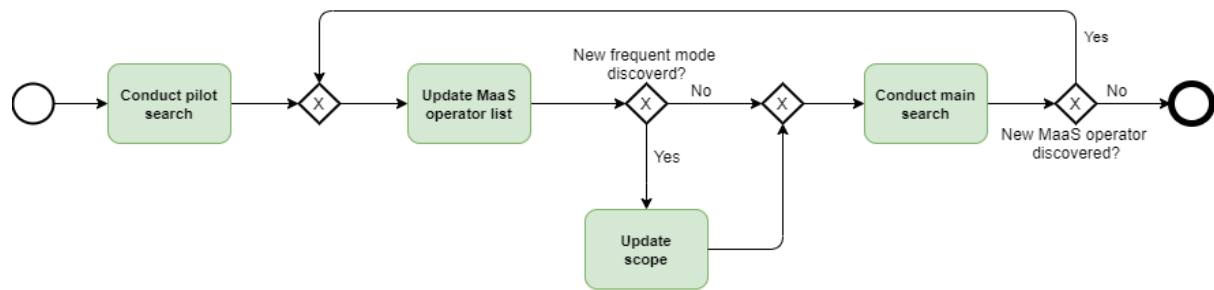 Conduct pilot
search
X
Update MaaS
operator list
New frequent mode
discoverd?
X
No
Yes
Update
scope
X
Conduct main
search
Yes
X
No
New MaaS operator
discovered?